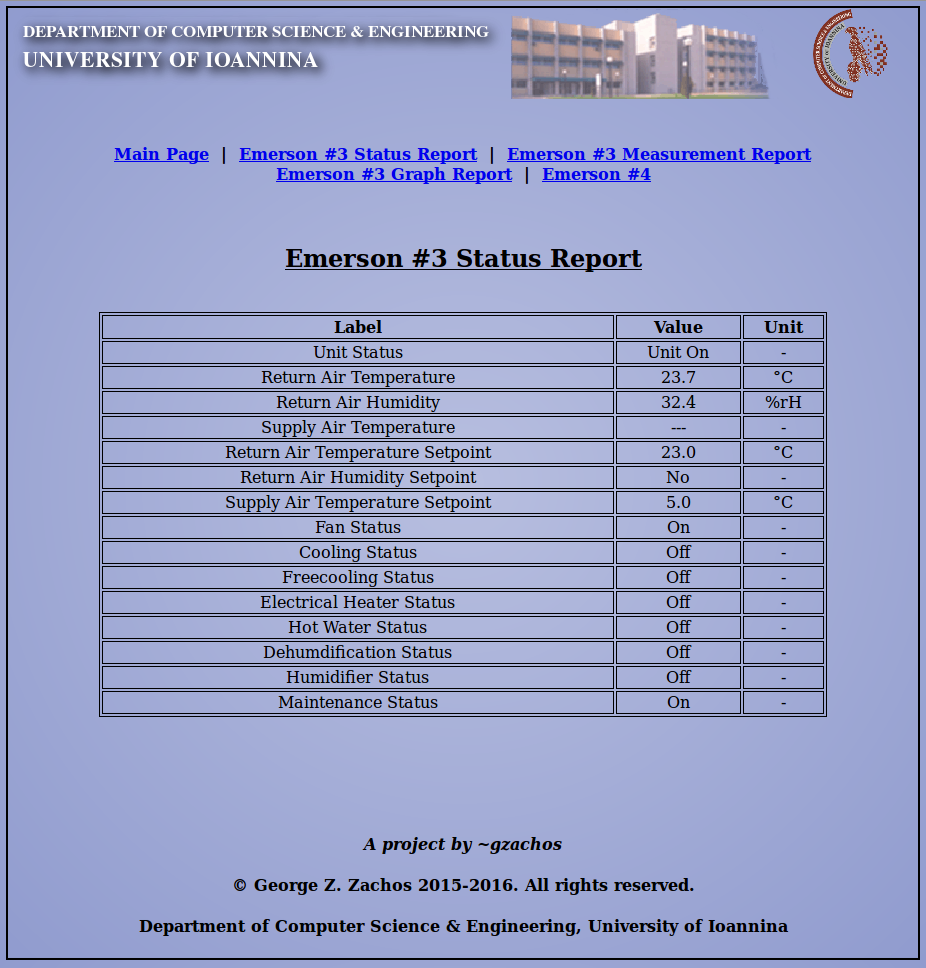 DEPARTMENT OF COMPUTER SCIENCE & ENGINEERING
UNIVERSITY OF IOANNINA
Main Page | Emerson #3 Status Report | Emerson #3 Measurement Report
Emerson #3 Graph Report | Emerson #4
Emerson #3 Status Report
Label Value Unit
Unit Status Unit On -
Return Air Temperature 23.7 °C
Return Air Humidity 32.4 %rH
Supply Air Temperature --- -
Return Air Temperature Setpoint 23.0 °C
Return Air Humidity Setpoint No -
Supply Air Temperature Setpoint 5.0 °C
Fan Status On -
Cooling Status Off -
Freecooling Status Off -
Electrical Heater Status Off -
Hot Water Status Off -
Dehumdification Status Off -
Humidifier Status Off -
Maintenance Status On -
A project by ~gzachos
© George Z. Zachos 2015-2016. All rights reserved.
Department of Computer Science & Engineering, University of Ioannina